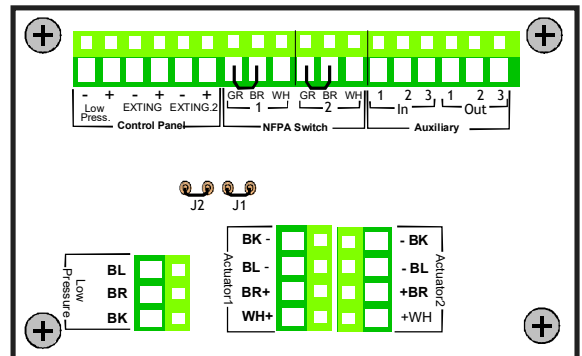 - + - + - + GR BR WH GR BR WH 1 2 3 1 2 3
Low Press. EXTING EXTING.2 1 2 In Out
Control Panel NFPA Switch Auxiliary
J2 J1
Low Pressure
BL
BR
BK
Actuator1
BK -
BL -
BR+
WH+
- BK
- BL
+BR
+WH
Actuator2